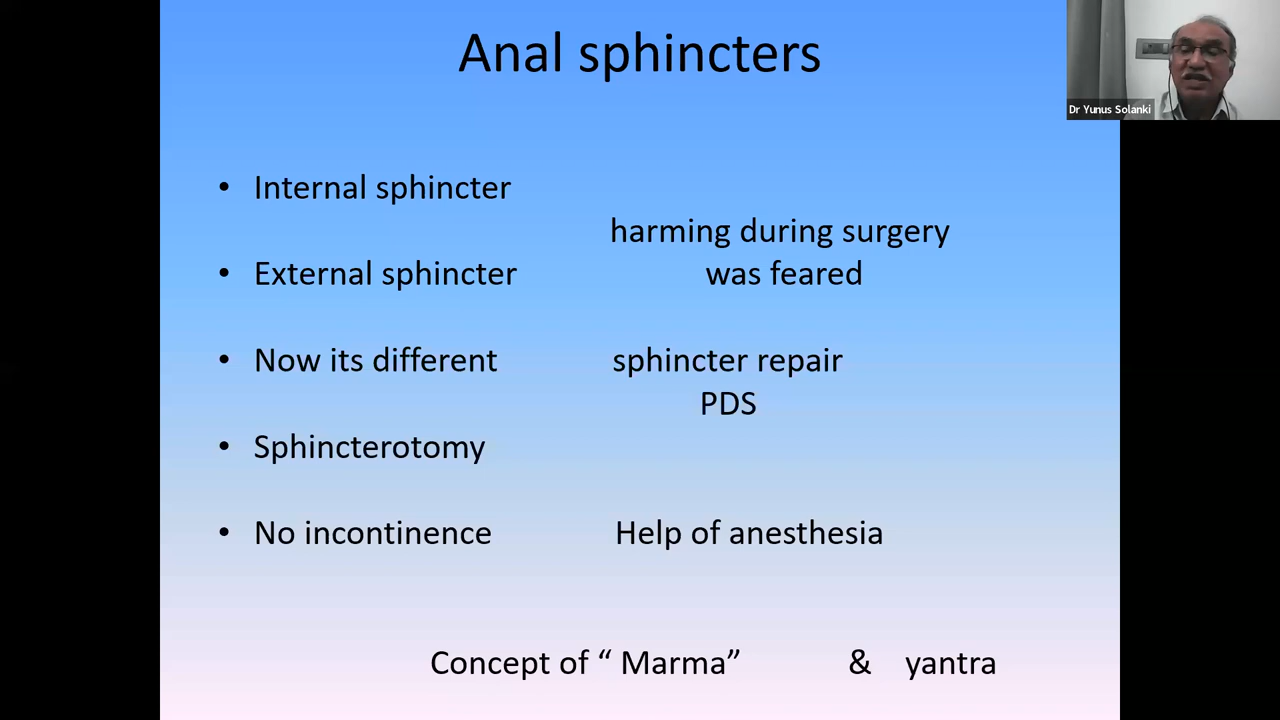 Anal sphincters
Dr Yunus Solanki
• Internal sphincter
harming during surgery
• External sphincter was feared
• Now its different sphincter repair
PDS
• Sphincterotomy
• No incontinence Help of anesthesia
Concept of “ Marma” & yantra